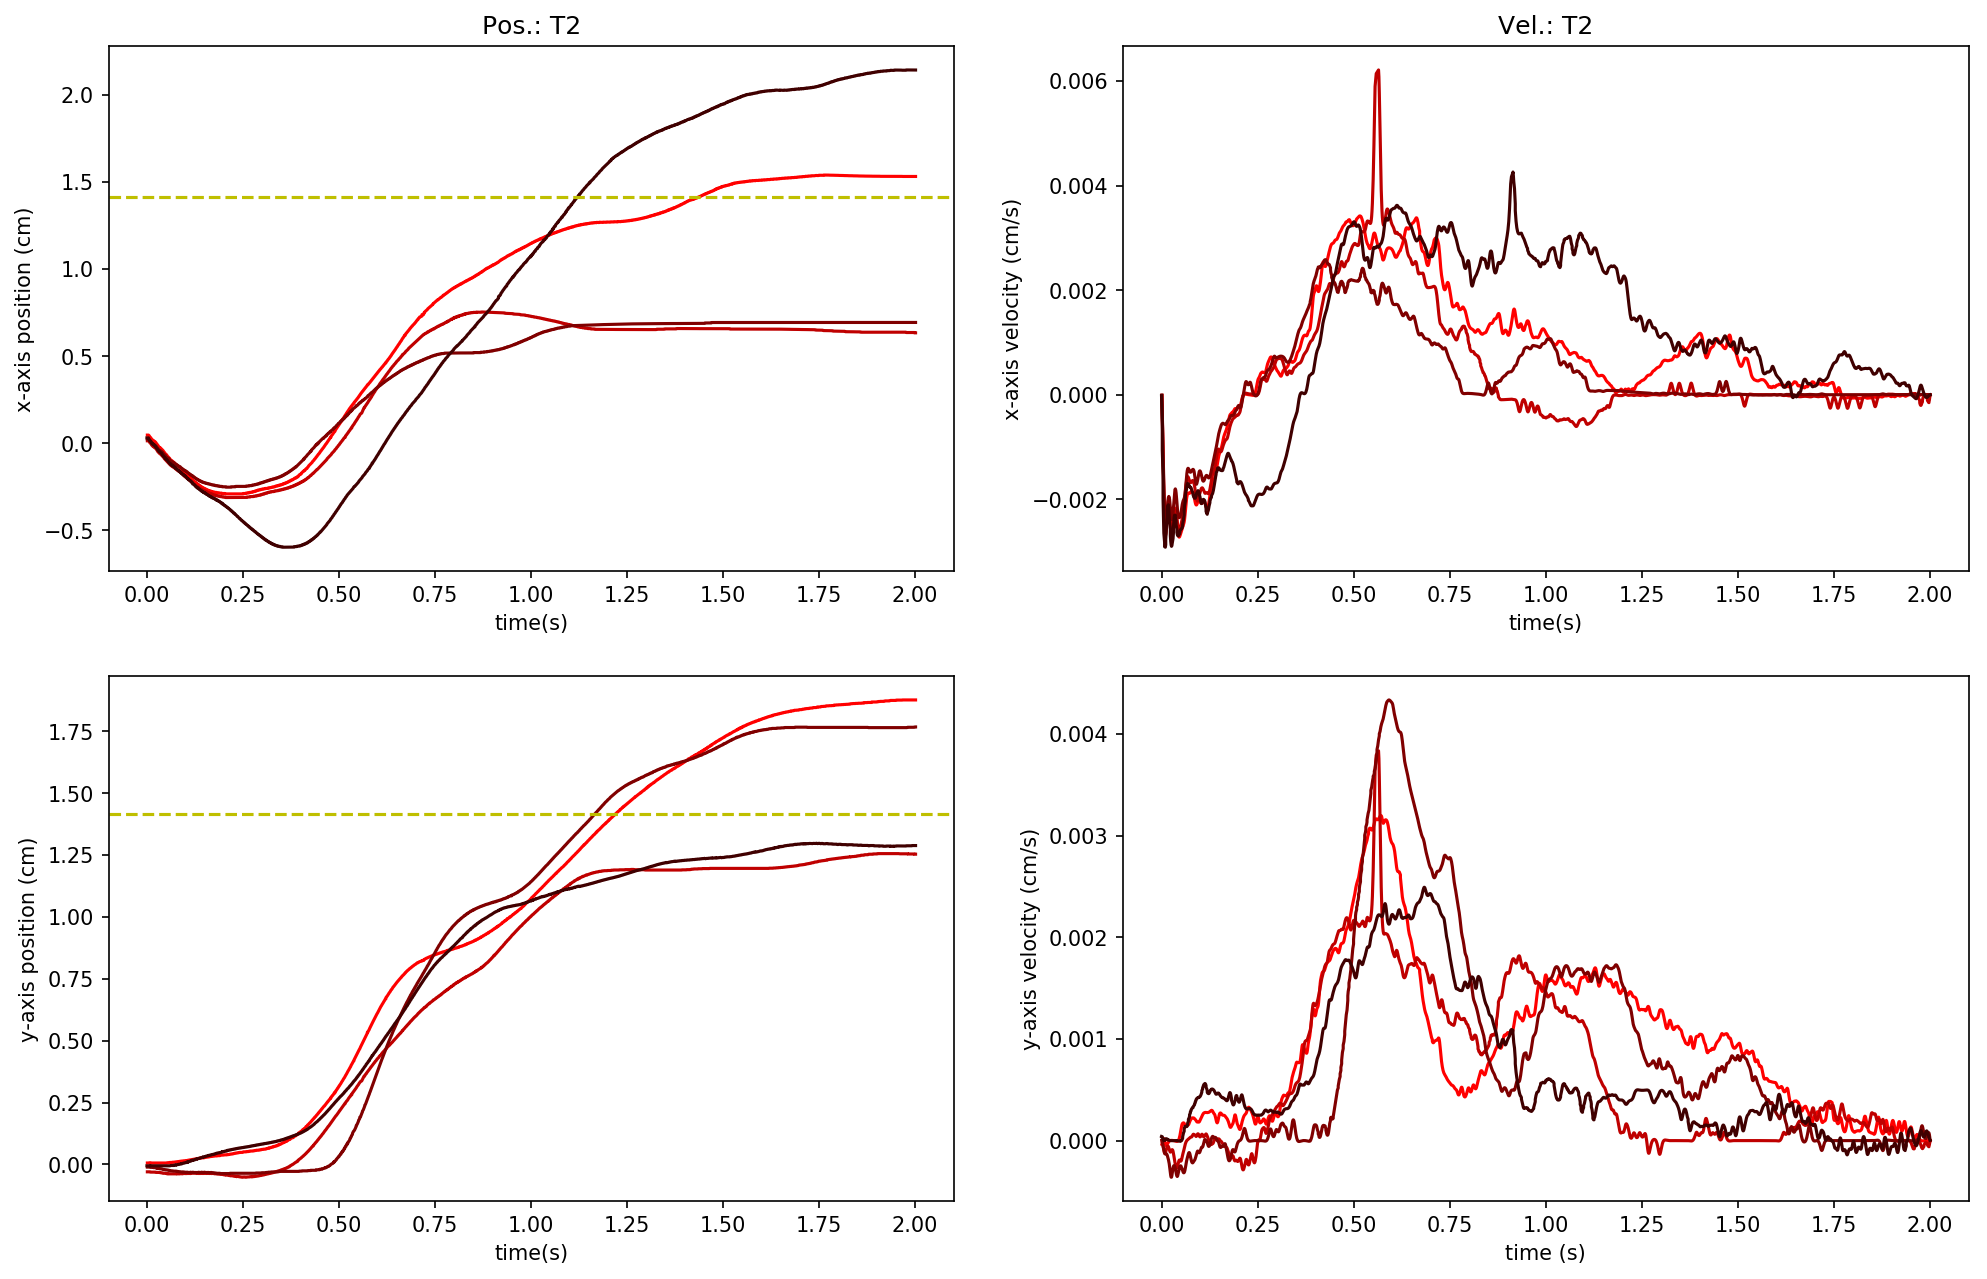 Pos.: T2
x-axis position (cm)
2.0
1.5
1.0
0.5
0.0
−0.5
0.00 0.25 0.50 0.75 1.00 1.25 1.50 1.75 2.00
time(s)
Vel.: T2
x-axis velocity (cm/s)
0.006
0.004
0.002
0.000
−0.002
0.00 0.25 0.50 0.75 1.00 1.25 1.50 1.75 2.00
time(s)
y-axis position (cm)
1.75
1.50
1.25
1.00
0.75
0.50
0.25
0.00
0.00 0.25 0.50 0.75 1.00 1.25 1.50 1.75 2.00
time(s)
y-axis velocity (cm/s)
0.004
0.003
0.002
0.001
0.000
0.00 0.25 0.50 0.75 1.00 1.25 1.50 1.75 2.00
time (s)